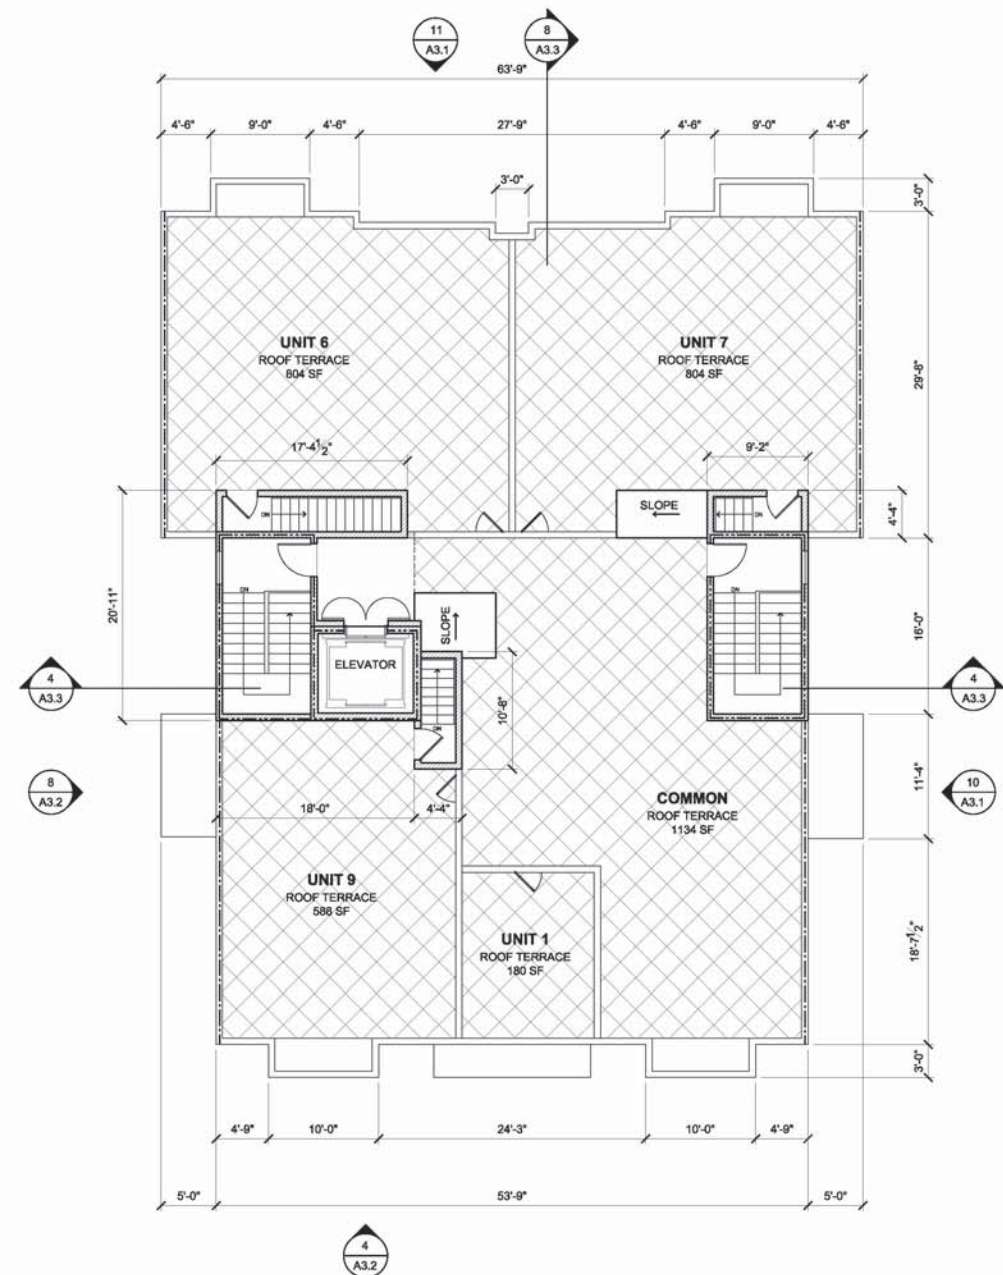 11
A3.1
8
A3.3
63'-9"
4'-6"
9'-0"
4'-6"
27'-9"
4'-6"
9'-0"
4'-6"
3'-0"
3'-0"
UNIT 6
ROOF TERRACE
804 SF
UNIT 7
ROOF TERRACE
804 SF
29'-8"
17'-4 1/2"
9'-2"
DN
SLOPE
DN
4'-4"
20'-11"
DN
SLOPE
DN
16'-0"
ELEVATOR
4
A3.3
4
A3.3
10'-8"
DN
8
A3.2
18'-0"
4'-4"
COMMON
ROOF TERRACE
1134 SF
11'-4"
10
A3.1
UNIT 9
ROOF TERRACE
588 SF
UNIT 1
ROOF TERRACE
180 SF
18'-7 1/2"
3'-0"
4'-9"
10'-0"
24'-3"
10'-0"
4'-9"
5'-0"
53'-9"
5'-0"
4
A3.2